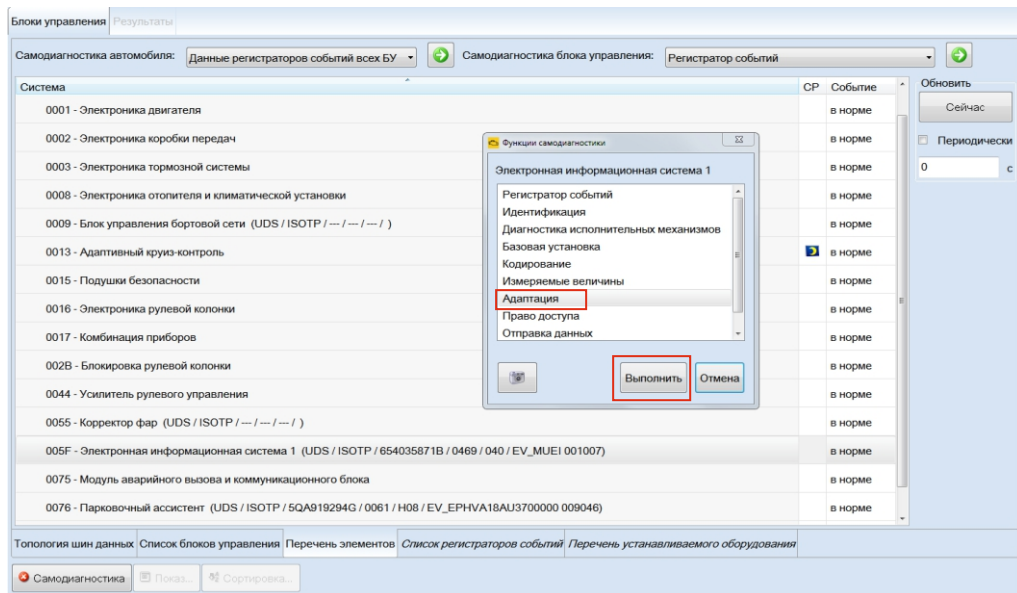 Блоки управления Результаты
Самодиагностика автомобиля: Данные регистраторов событий всех БУ Самодиагностика блока управления: Регистратор событий
Обновить
Система СР Событие
Сейчас
0001 - Электроника двигателя в норме
0002 - Электроника коробки передач в норме
Периодически
0003 - Электроника тормозной системы в норме
0 с
0008 - Электроника отопителя и климатической установки в норме
0009 - Блок управления бортовой сети (UDS / ISOTP / --- / --- / --- / ) в норме
0013 - Адаптивный круиз-контроль в норме
0015 - Подушки безопасности в норме
0016 - Электроника рулевой колонки в норме
0017 - Комбинация приборов в норме
002B - Блокировка рулевой колонки в норме
0044 - Усилитель рулевого управления в норме
0055 - Корректор фар (UDS / ISOTP / --- / --- / --- / ) в норме
005F - Электронная информационная система 1 (UDS / ISOTP / 654035871B / 0469 / 040 / EV_MUEI 001007) в норме
0075 - Модуль аварийного вызова и коммуникационного блока в норме
0076 - Парковочный ассистент (UDS / ISOTP / 5QA919294G / 0061 / H08 / EV_EPHVA18AU3700000 009046) в норме
Функции самодиагностики
Электронная информационная система 1
Регистратор событий
Идентификация
Диагностика исполнительных механизмов
Базовая установка
Кодирование
Измеряемые величины
Адаптация
Право доступа
Отправка данных
Выполнить Отмена
Топология шин данных Список блоков управления Перечень элементов Список регистраторов событий Перечень устанавливаемого оборудования
Самодиагностика Показ... Сортировка...